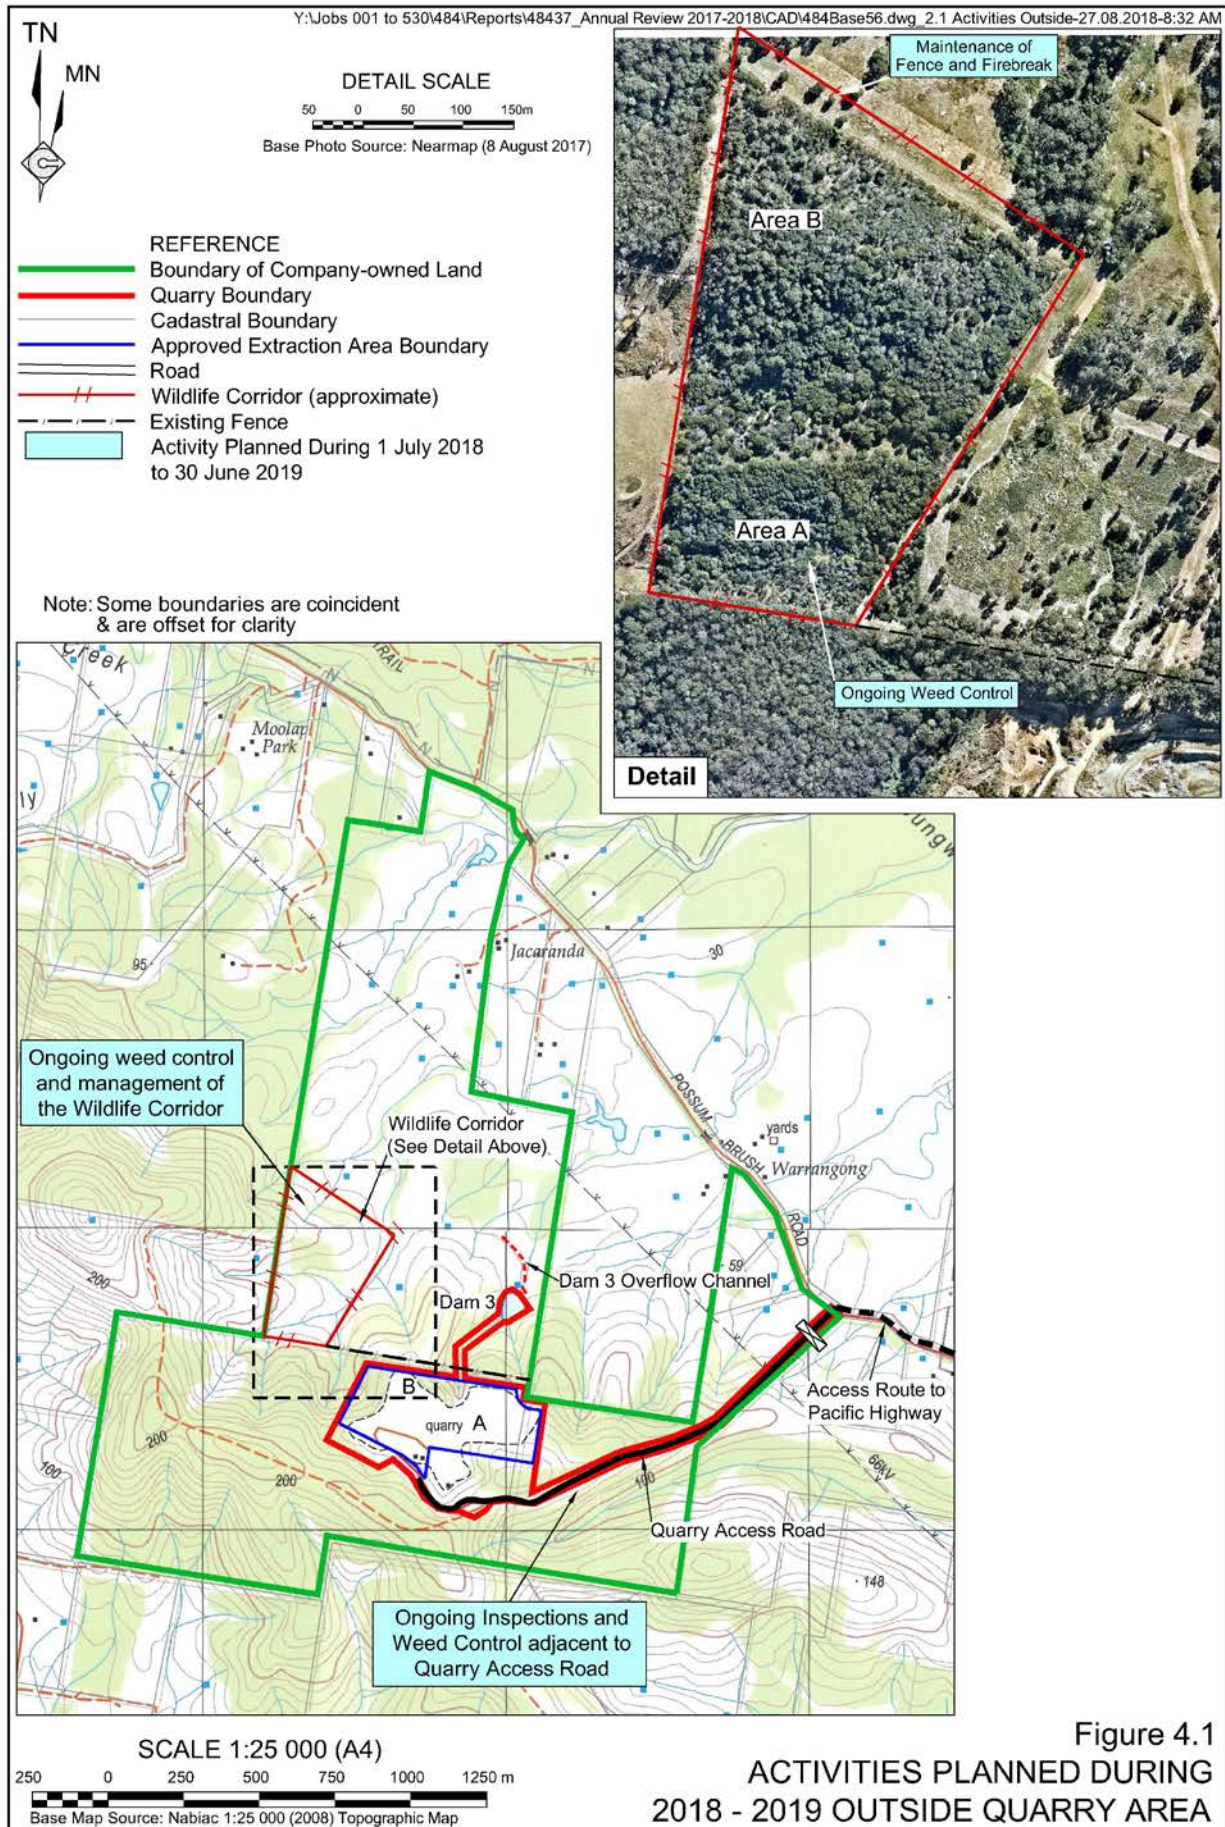 Y:\Jobs 001 to 530\484\Reports\48437_Annual Review 2017-2018\CAD\484Base56.dwg_2.1 Activities Outside-27.08.2018-8:32 AM
TN
MN
DETAIL SCALE
50 0 50 100 150m
Base Photo Source: Nearmap (8 August 2017)
REFERENCE
Boundary of Company-owned Land
Quarry Boundary
Cadastral Boundary
Approved Extraction Area Boundary
Road
Wildlife Corridor (approximate)
Existing Fence
Activity Planned During 1 July 2018
to 30 June 2019
Note: Some boundaries are coincident
& are offset for clarity
Maintenance of
Fence and Firebreak
Area B
Area A
Ongoing Weed Control
Detail
Creek
TRAIL
Moolap
Park
ly
ungw
Jacaranda
30
95
Ongoing weed control
and management of
the Wildlife Corridor
Wildlife Corridor
(See Detail Above)
POSSUM
BRUSH
ROAD
yards
Warrangong
59
200
Dam 3 Overflow Channel
Dam 3
B
quarry A
Access Route to
Pacific Highway
200
100
200
100
66kV
Quarry Access Road
148
Ongoing Inspections and
Weed Control adjacent to
Quarry Access Road
SCALE 1:25 000 (A4)
250 0 250 500 750 1000 1250 m
Base Map Source: Nabiac 1:25 000 (2008) Topographic Map
Figure 4.1
ACTIVITIES PLANNED DURING
2018 - 2019 OUTSIDE QUARRY AREA